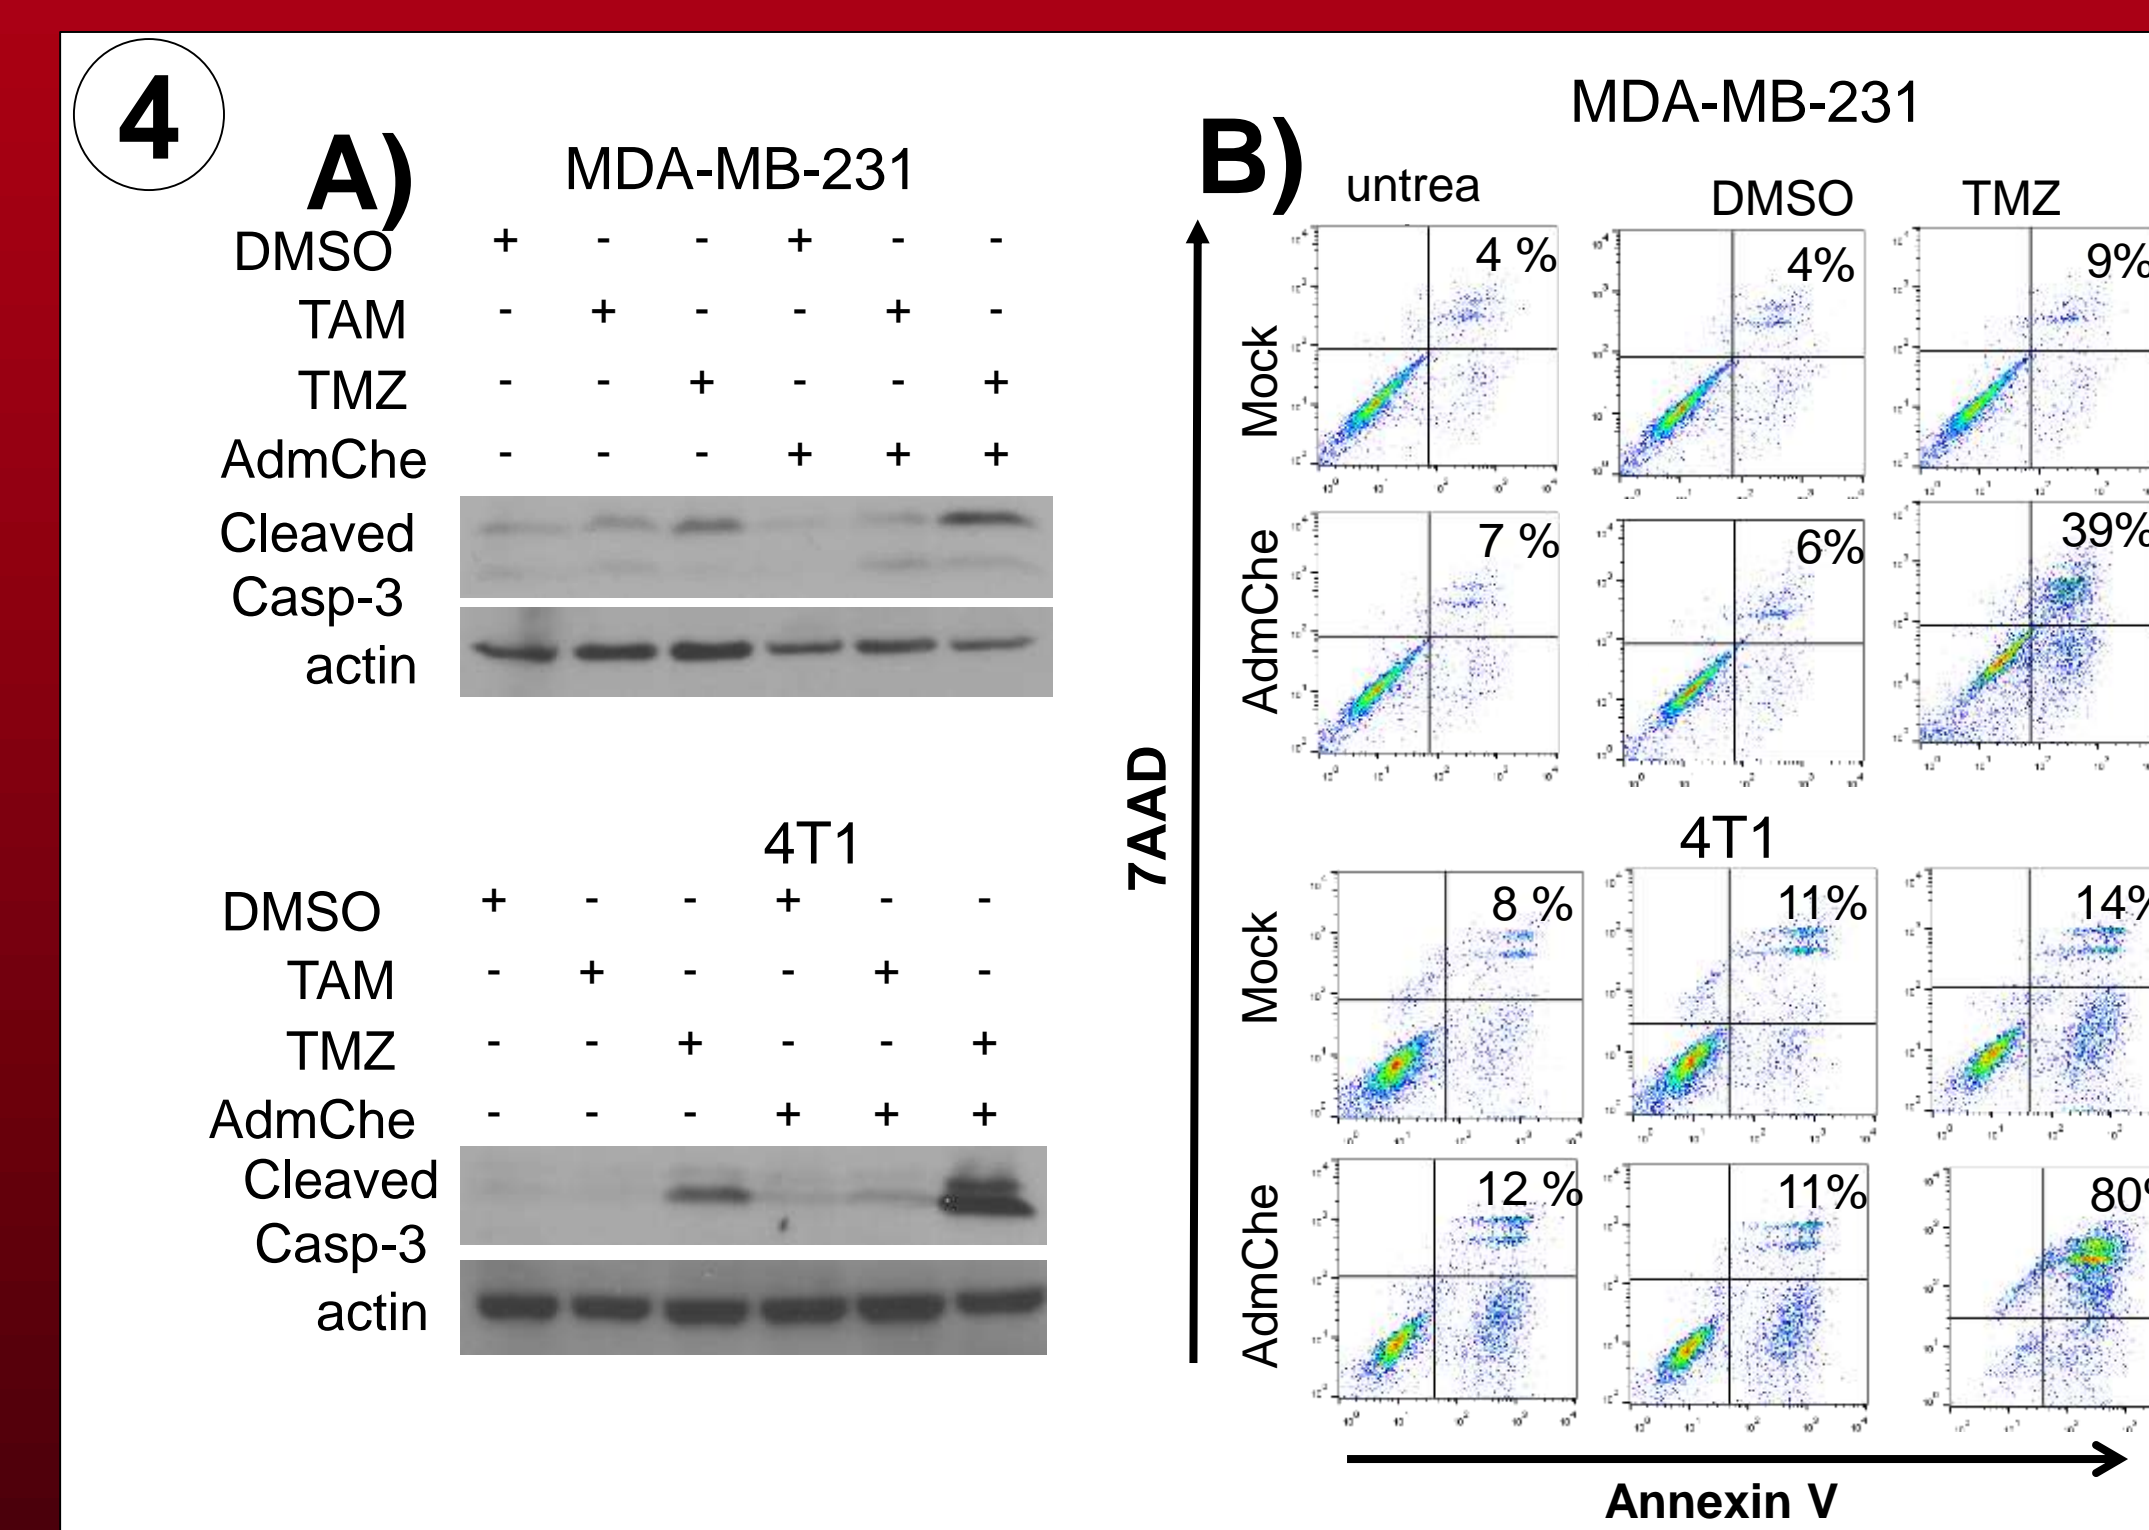 4
A)
MDA-MB-231
DMSO + - - + - -
TAM - + - - + -
TMZ - - + - - +
AdmChe - - - + + +
Cleaved
Casp-3
actin
4T1
DMSO + - - + - -
TAM - + - - + -
TMZ - - + - - +
AdmChe - - - + + +
Cleaved
Casp-3
actin
B)
MDA-MB-231
untrea DMSO TMZ
Mock 4 % 4% 9%
AdmChe 7 % 6% 39%
7AAD
4T1
Mock 8 % 11% 14%
AdmChe 12 % 11% 80%
Annexin V